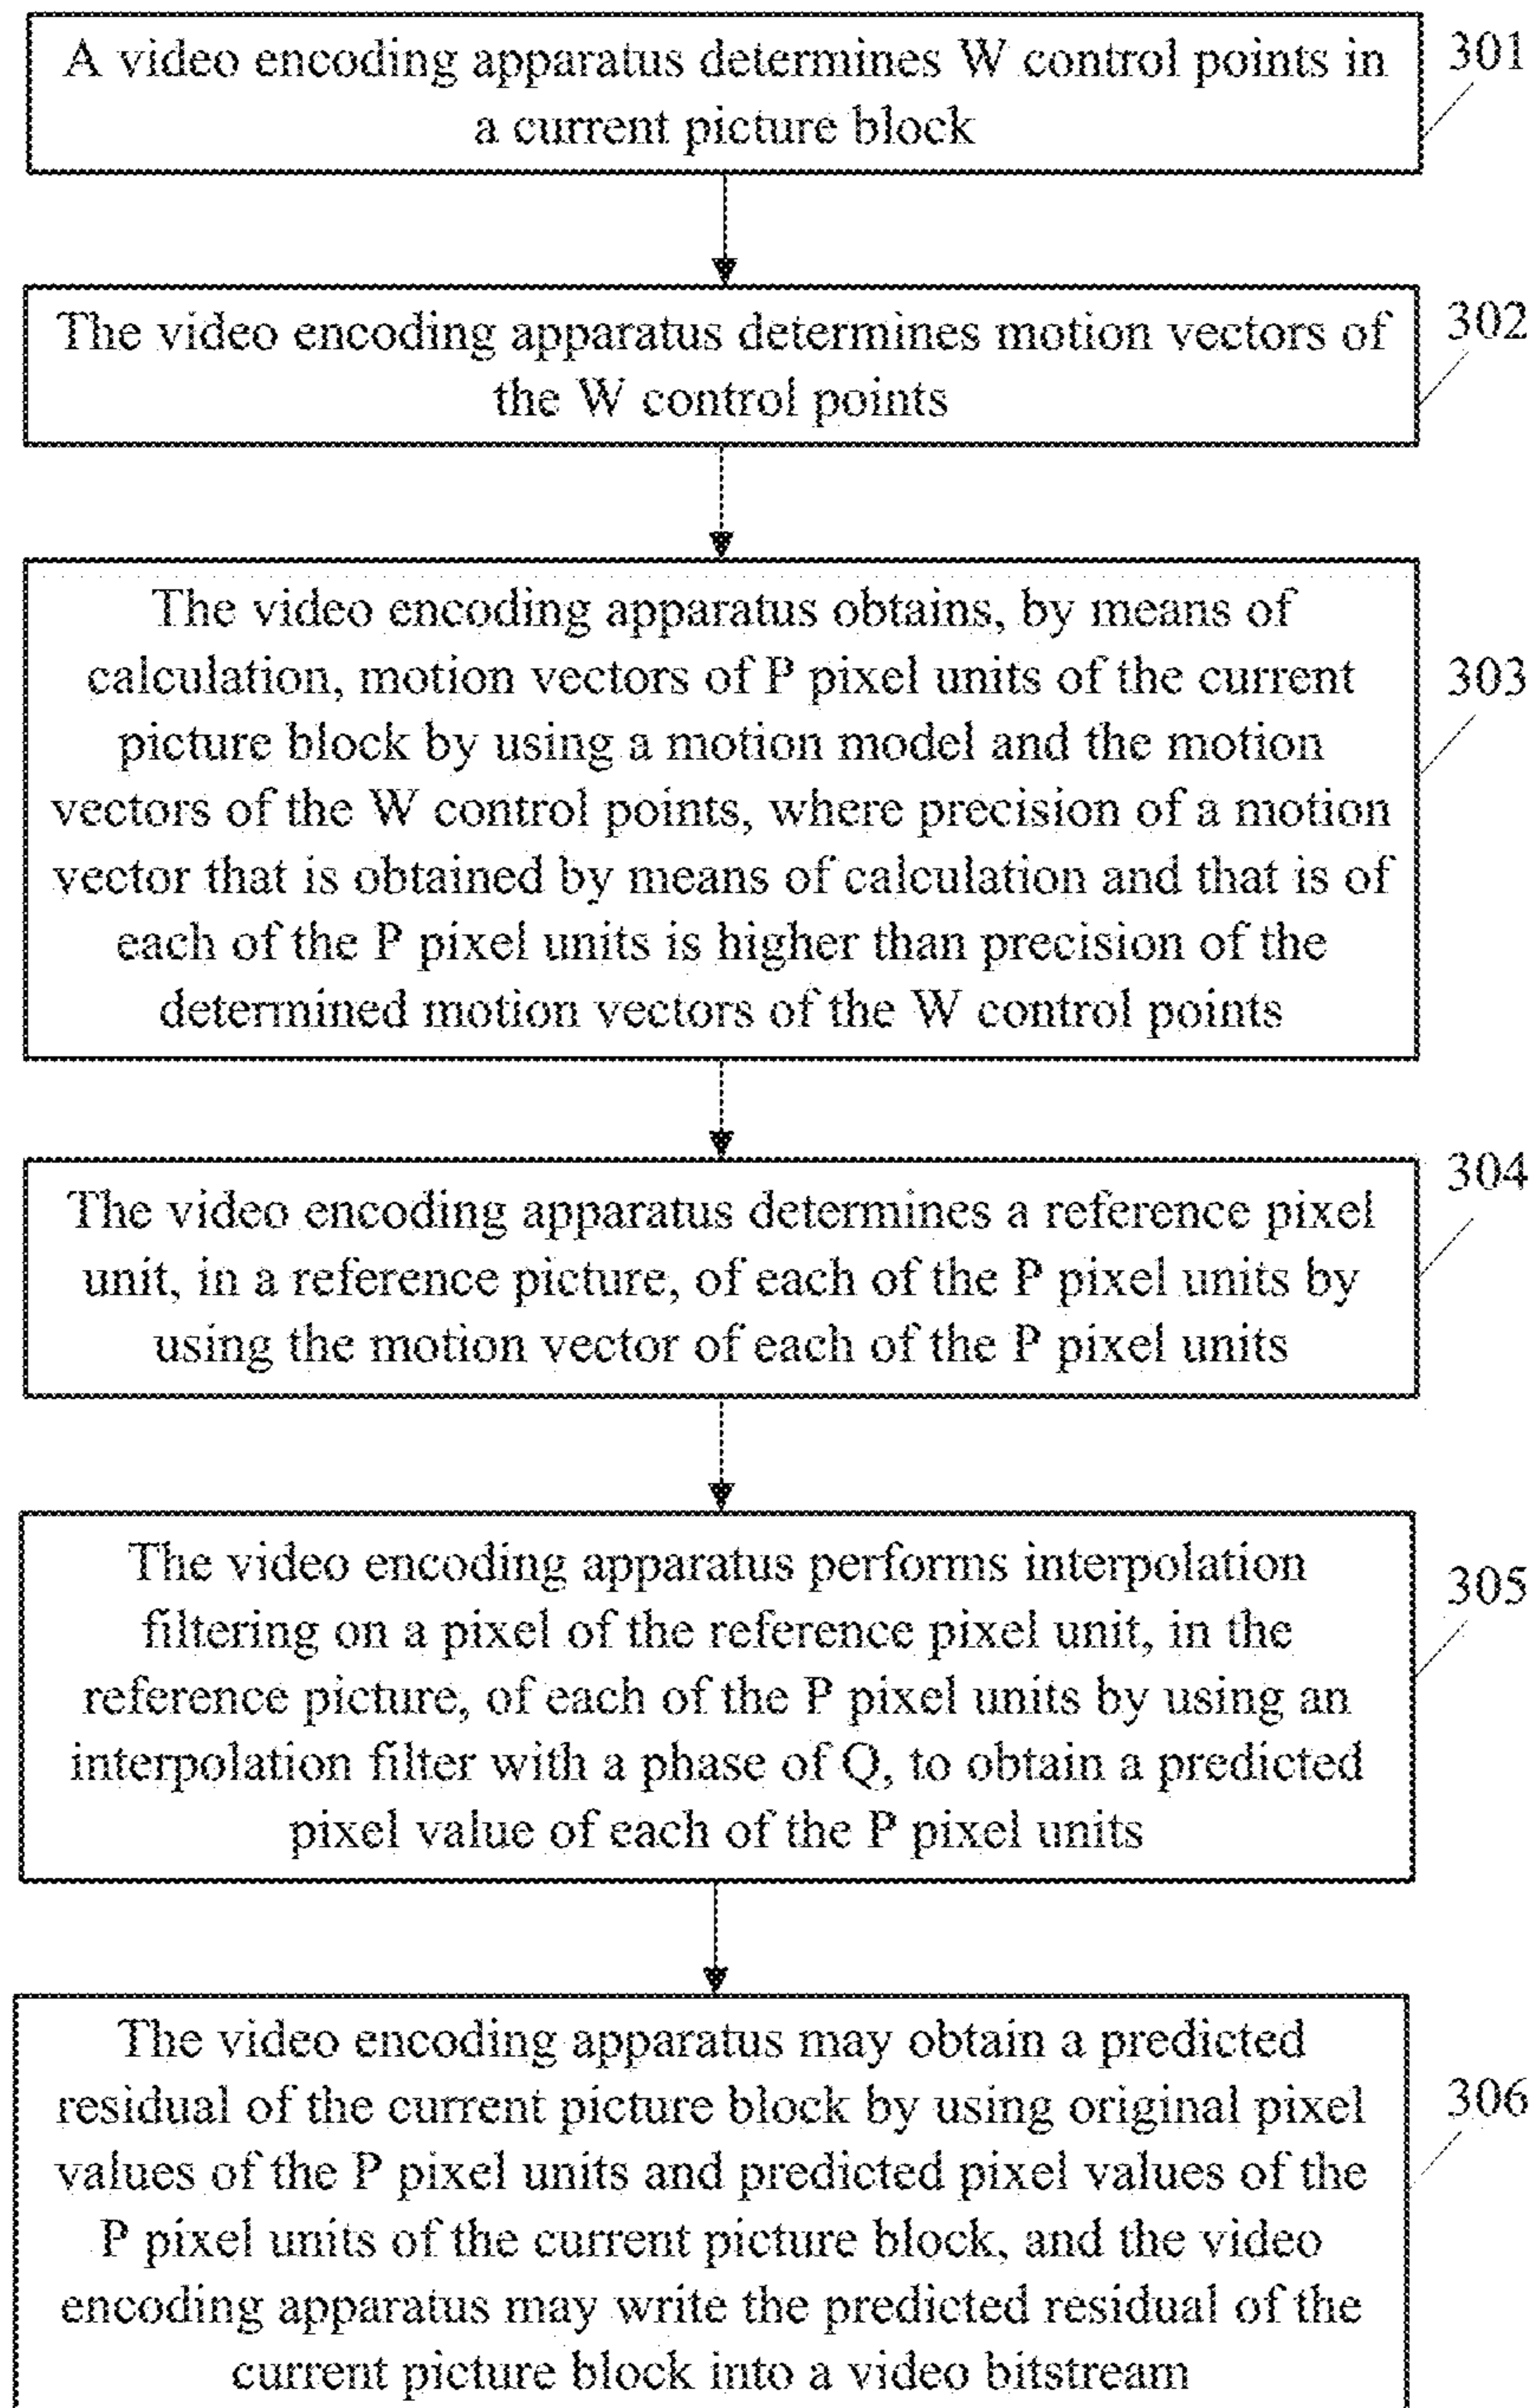 A video encoding apparatus determines W control points in
a current picture block
301
The video encoding apparatus determines motion vectors of
the W control points
302
The video encoding apparatus obtains, by means of
calculation, motion vectors of P pixel units of the current
picture block by using a motion model and the motion
vectors of the W control points, where precision of a motion
vector that is obtained by means of calculation and that is of
each of the P pixel units is higher than precision of the
determined motion vectors of the W control points
303
The video encoding apparatus determines a reference pixel
unit, in a reference picture, of each of the P pixel units by
using the motion vector of each of the P pixel units
304
The video encoding apparatus performs interpolation
filtering on a pixel of the reference pixel unit, in the
reference picture, of each of the P pixel units by using an
interpolation filter with a phase of Q, to obtain a predicted
pixel value of each of the P pixel units
305
The video encoding apparatus may obtain a predicted
residual of the current picture block by using original pixel
values of the P pixel units and predicted pixel values of the
P pixel units of the current picture block, and the video
encoding apparatus may write the predicted residual of the
current picture block into a video bitstream
306